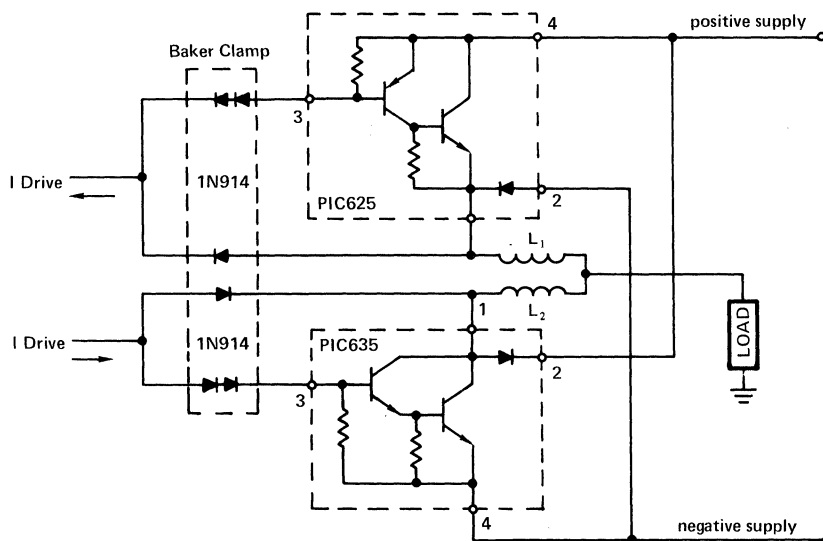 4
positive supply
Baker Clamp
3
I Drive
1N914
PIC625
2
L₁
1
L₂
I Drive
1N914
PIC635
2
LOAD
3
4
negative supply